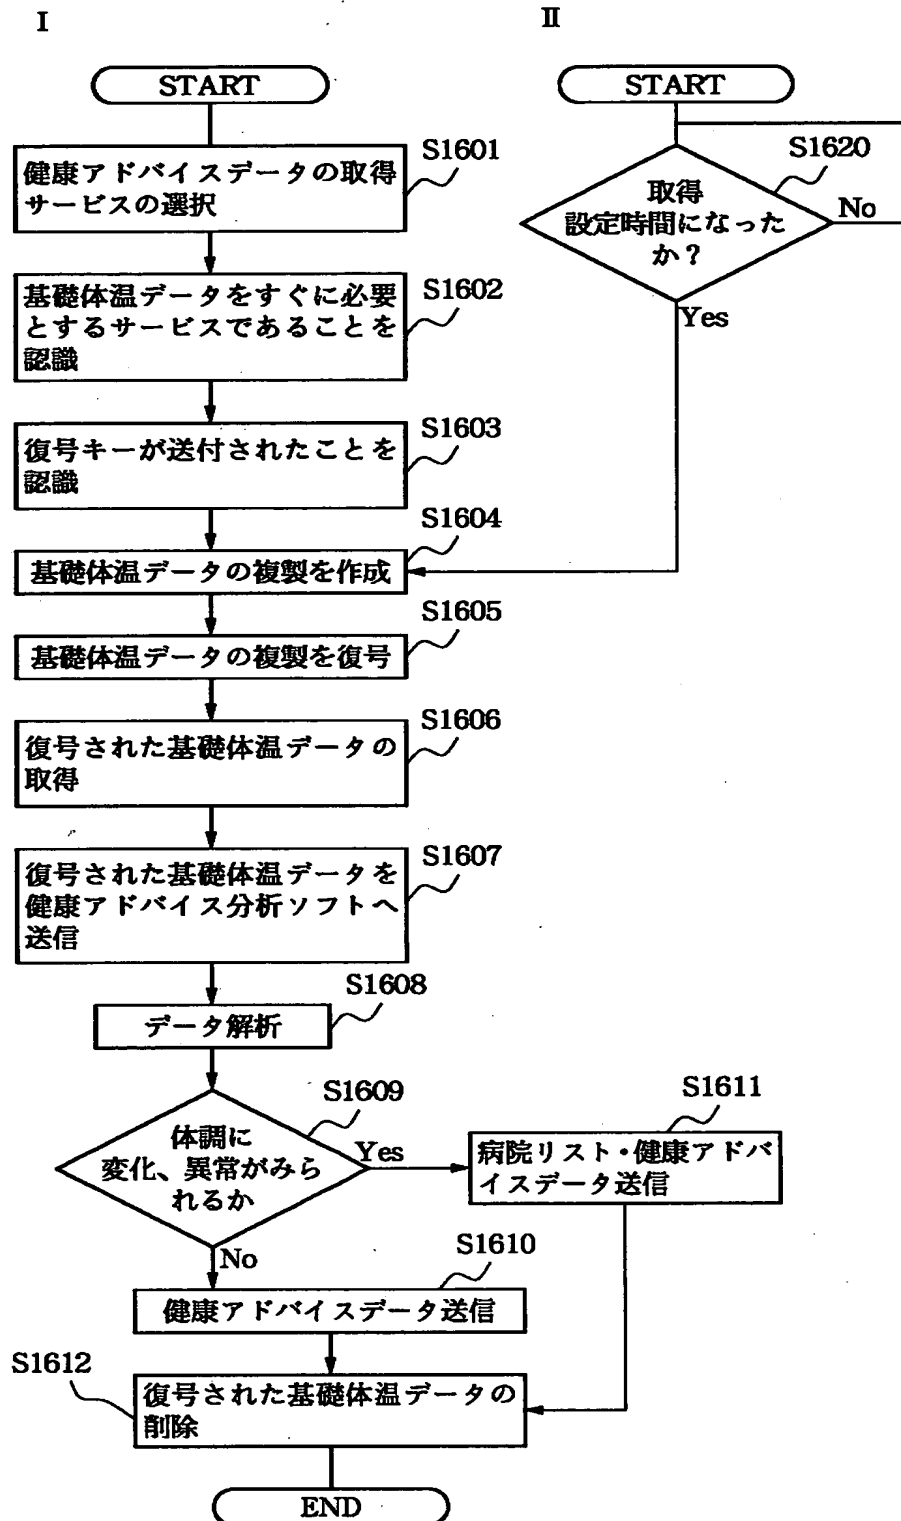 I
II
START
START
S1601
健康アドバイスデータの取得
サービスの選択
S1620
取得
設定時間になった
か？
No
Yes
S1602
基礎体温データをすぐに必要
とするサービスであることを
認識
S1603
復号キーが送付されたことを
認識
S1604
基礎体温データの複製を作成
S1605
基礎体温データの複製を復号
S1606
復号された基礎体温データの
取得
S1607
復号された基礎体温データを
健康アドバイス分析ソフトへ
送信
S1608
データ解析
S1609
体調に
変化、異常がみら
れるか
Yes
No
S1611
病院リスト・健康アドバ
イスデータ送信
S1610
健康アドバイスデータ送信
S1612
復号された基礎体温データの
削除
END